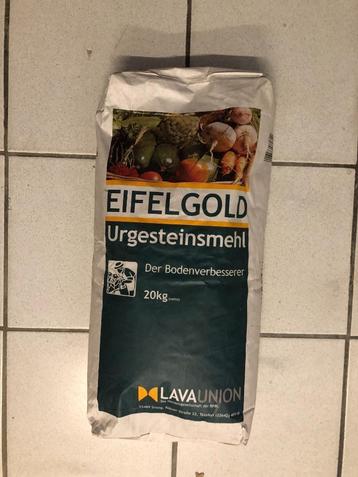 EIFELGOLD
Urgesteinsmehl
Der Bodenverbesserer
20kg
LAVAUNION